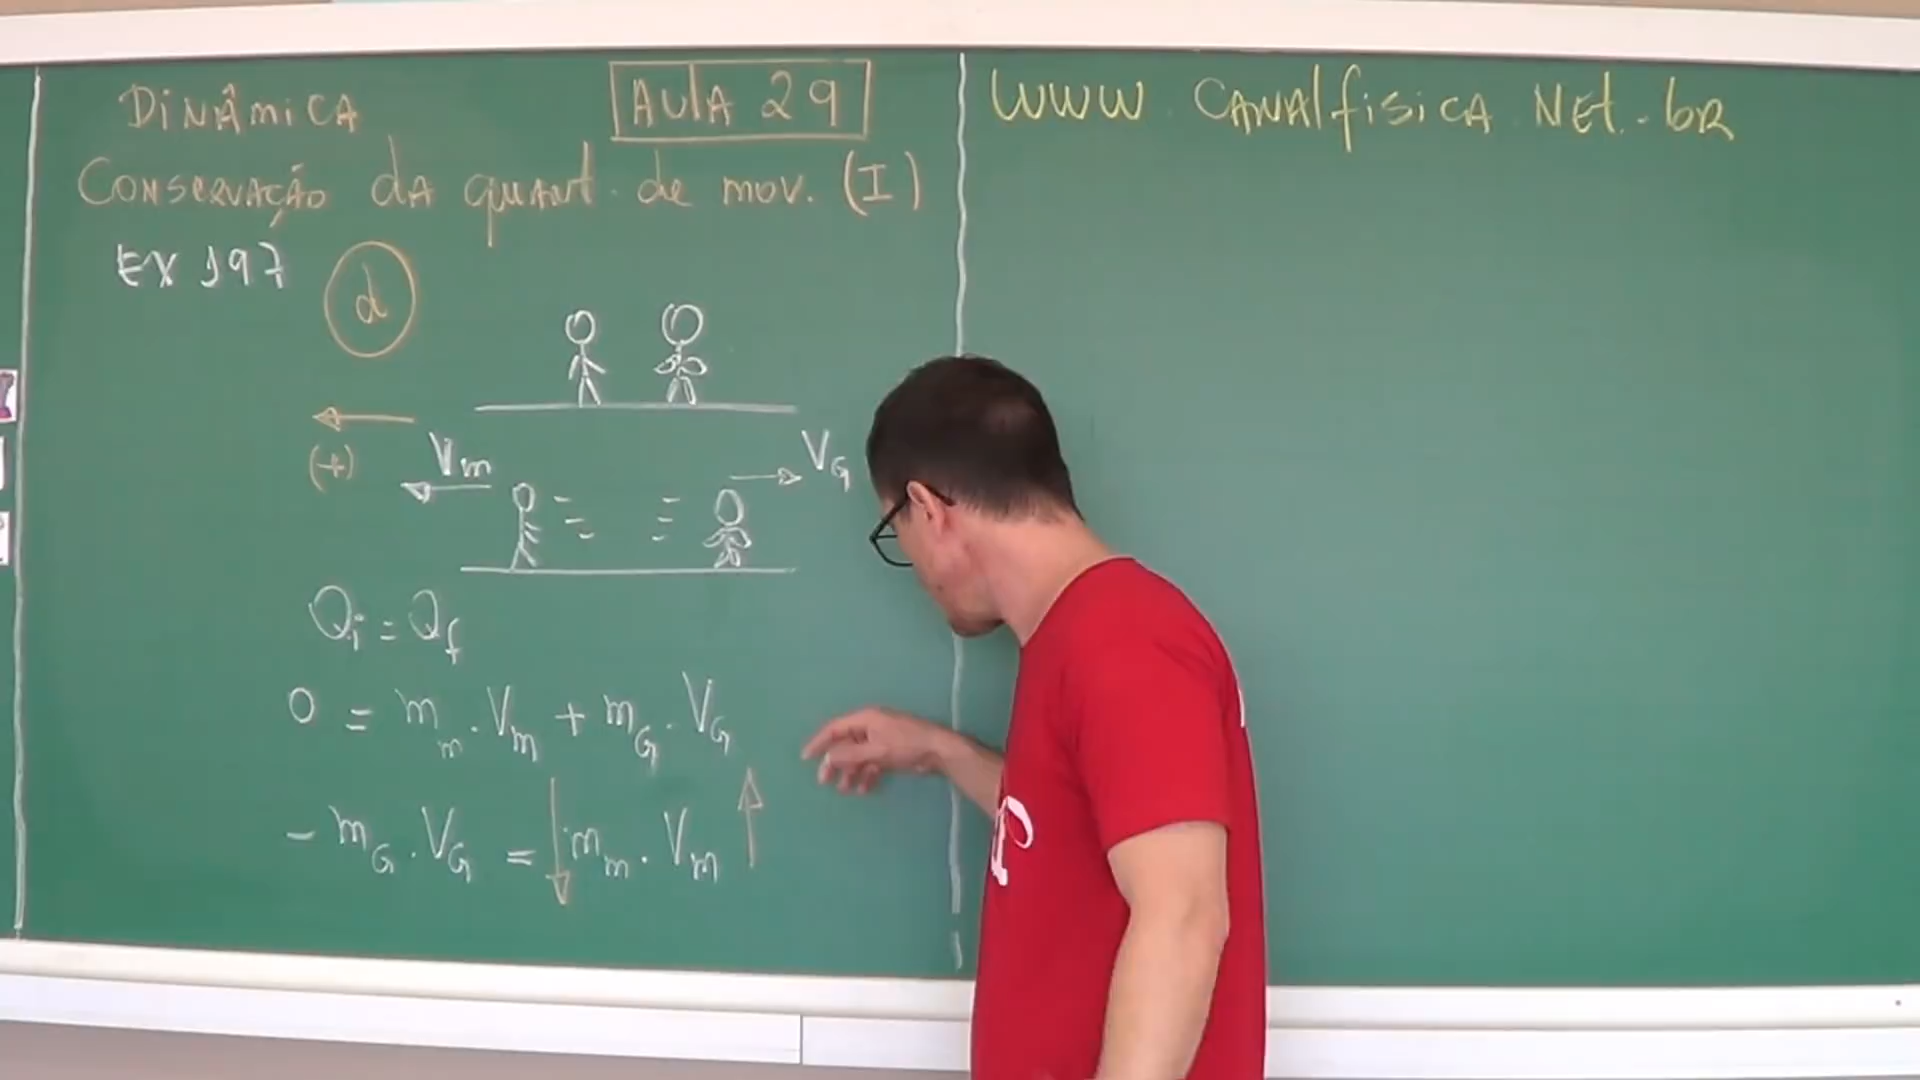 DINÂMICA
AULA 29
CONSERVAÇÃO DA quant. de mov. (I)
EX 197
d
(+)
Vm
VG
Qi = Qf
0 = mm . Vm + mG . VG
- mG . VG = mm . Vm
WWW.CANALfisicA.NEt.bR